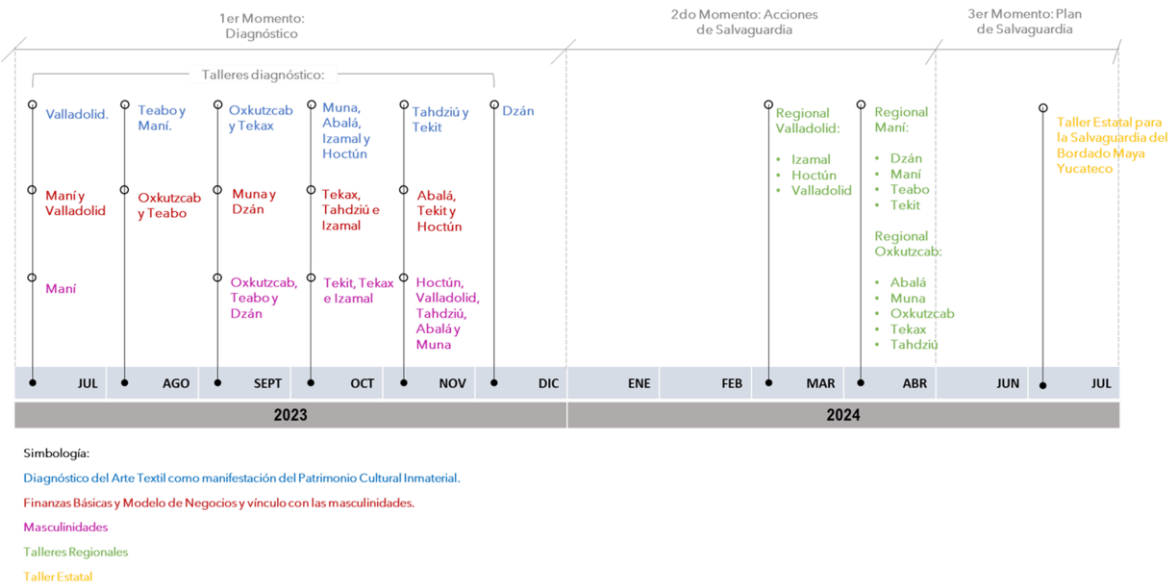 1er Momento:
Diagnóstico
2do Momento: Acciones
de Salvaguardia
3er Momento: Plan
de Salvaguardia
Talleres diagnóstico:
Valladolid.
Teabo y
Maní.
Oxkutzcab
y Tekax
Muna,
Abalá,
Izamal y
Hoctún
Tahdziú y
Tekit
Dzán
Maní y
Valladolid
Oxkutzcab
y Teabo
Muna y
Dzán
Tekax,
Tahdziú e
Izamal
Abalá,
Tekit y
Hoctún
Maní
Oxkutzcab,
Teabo y
Dzán
Tekit, Tekax
e Izamal
Hoctún,
Valladolid,
Tahdziú,
Abalá y
Muna
Regional
Valladolid:
• Izamal
• Hoctún
• Valladolid
Regional
Maní:
• Dzán
• Maní
• Teabo
• Tekit
Regional
Oxkutzcab:
• Abalá
• Muna
• Oxkutzcab
• Tekax
• Tahdziú
Taller Estatal para
la Salvaguardia del
Bordado Maya
Yucateco
JUL AGO SEPT OCT NOV DIC ENE FEB MAR ABR JUN JUL
2023 2024
Simbología:
Diagnóstico del Arte Textil como manifestación del Patrimonio Cultural Inmaterial.
Finanzas Básicas y Modelo de Negocios y vínculo con las masculinidades.
Masculinidades
Talleres Regionales
Taller Estatal